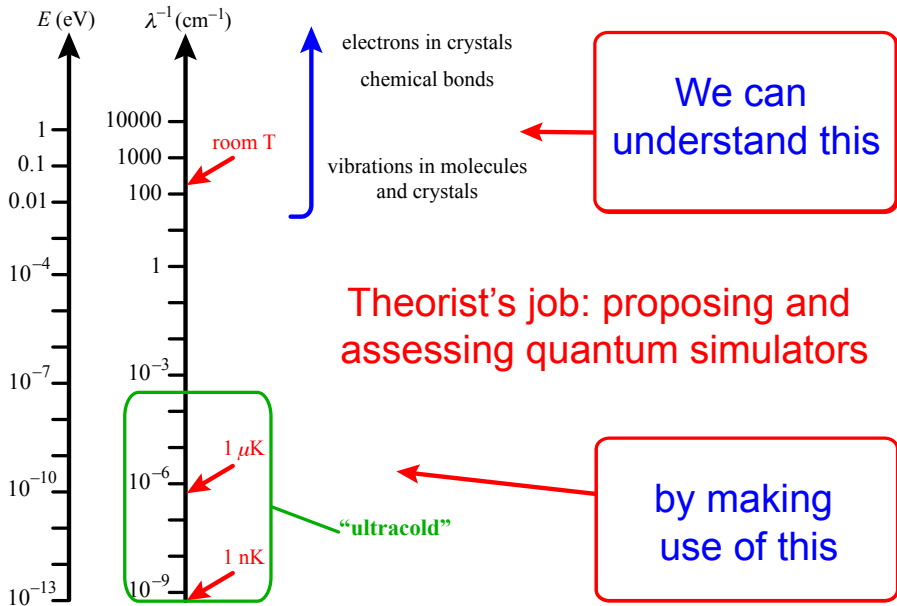 E (eV)
λ⁻¹ (cm⁻¹)
electrons in crystals
chemical bonds
vibrations in molecules
and crystals
We can
understand this
1
0.1
0.01
10⁻⁴
10⁻⁷
10⁻¹⁰
10⁻¹³
10000
1000
100
1
10⁻³
10⁻⁶
10⁻⁹
room T
1 μK
1 nK
“ultracold”
Theorist’s job: proposing and
assessing quantum simulators
by making
use of this